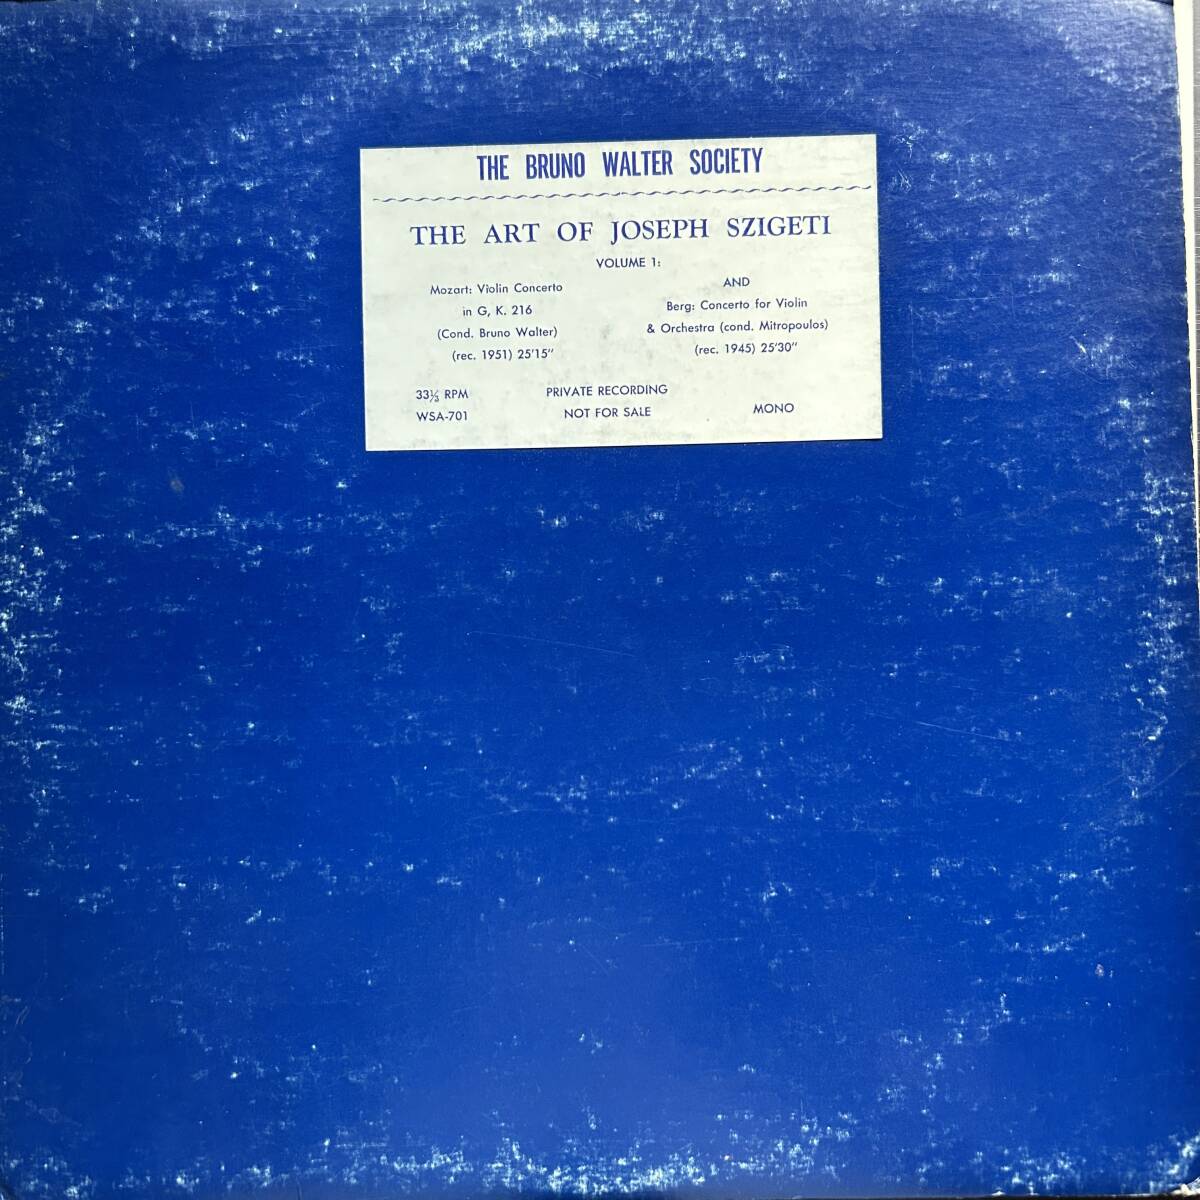 THE BRUNO WALTER SOCIETY
THE ART OF JOSEPH SZIGETI
VOLUME 1:
Mozart: Violin Concerto
in G, K. 216
(Cond. Bruno Walter)
(rec. 1951) 25'15"
AND
Berg: Concerto for Violin
& Orchestra (cond. Mitropoulos)
(rec. 1945) 25'30"
33⅓ RPM
WSA-701
PRIVATE RECORDING
NOT FOR SALE
MONO